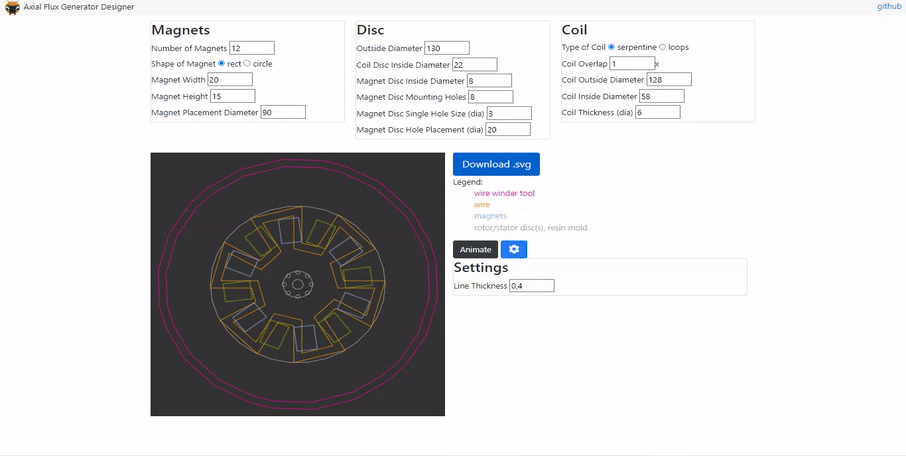 Axial Flux Generator Designer
github
Magnets
Number of Magnets 12
Shape of Magnet rect circle
Magnet Width 20
Magnet Height 15
Magnet Placement Diameter 90
Disc
Outside Diameter 130
Coil Disc Inside Diameter 22
Magnet Disc Inside Diameter 8
Magnet Disc Mounting Holes 8
Magnet Disc Single Hole Size (dia) 3
Magnet Disc Hole Placement (dia) 20
Coil
Type of Coil serpentine loops
Coil Overlap 1 x
Coil Outside Diameter 128
Coil Inside Diameter 58
Coil Thickness (dia) 6
Download .svg
Legend:
wire winder tool
wire
magnets
rotor/stator disc(s), resin mold
Animate
Settings
Line Thickness 0,4